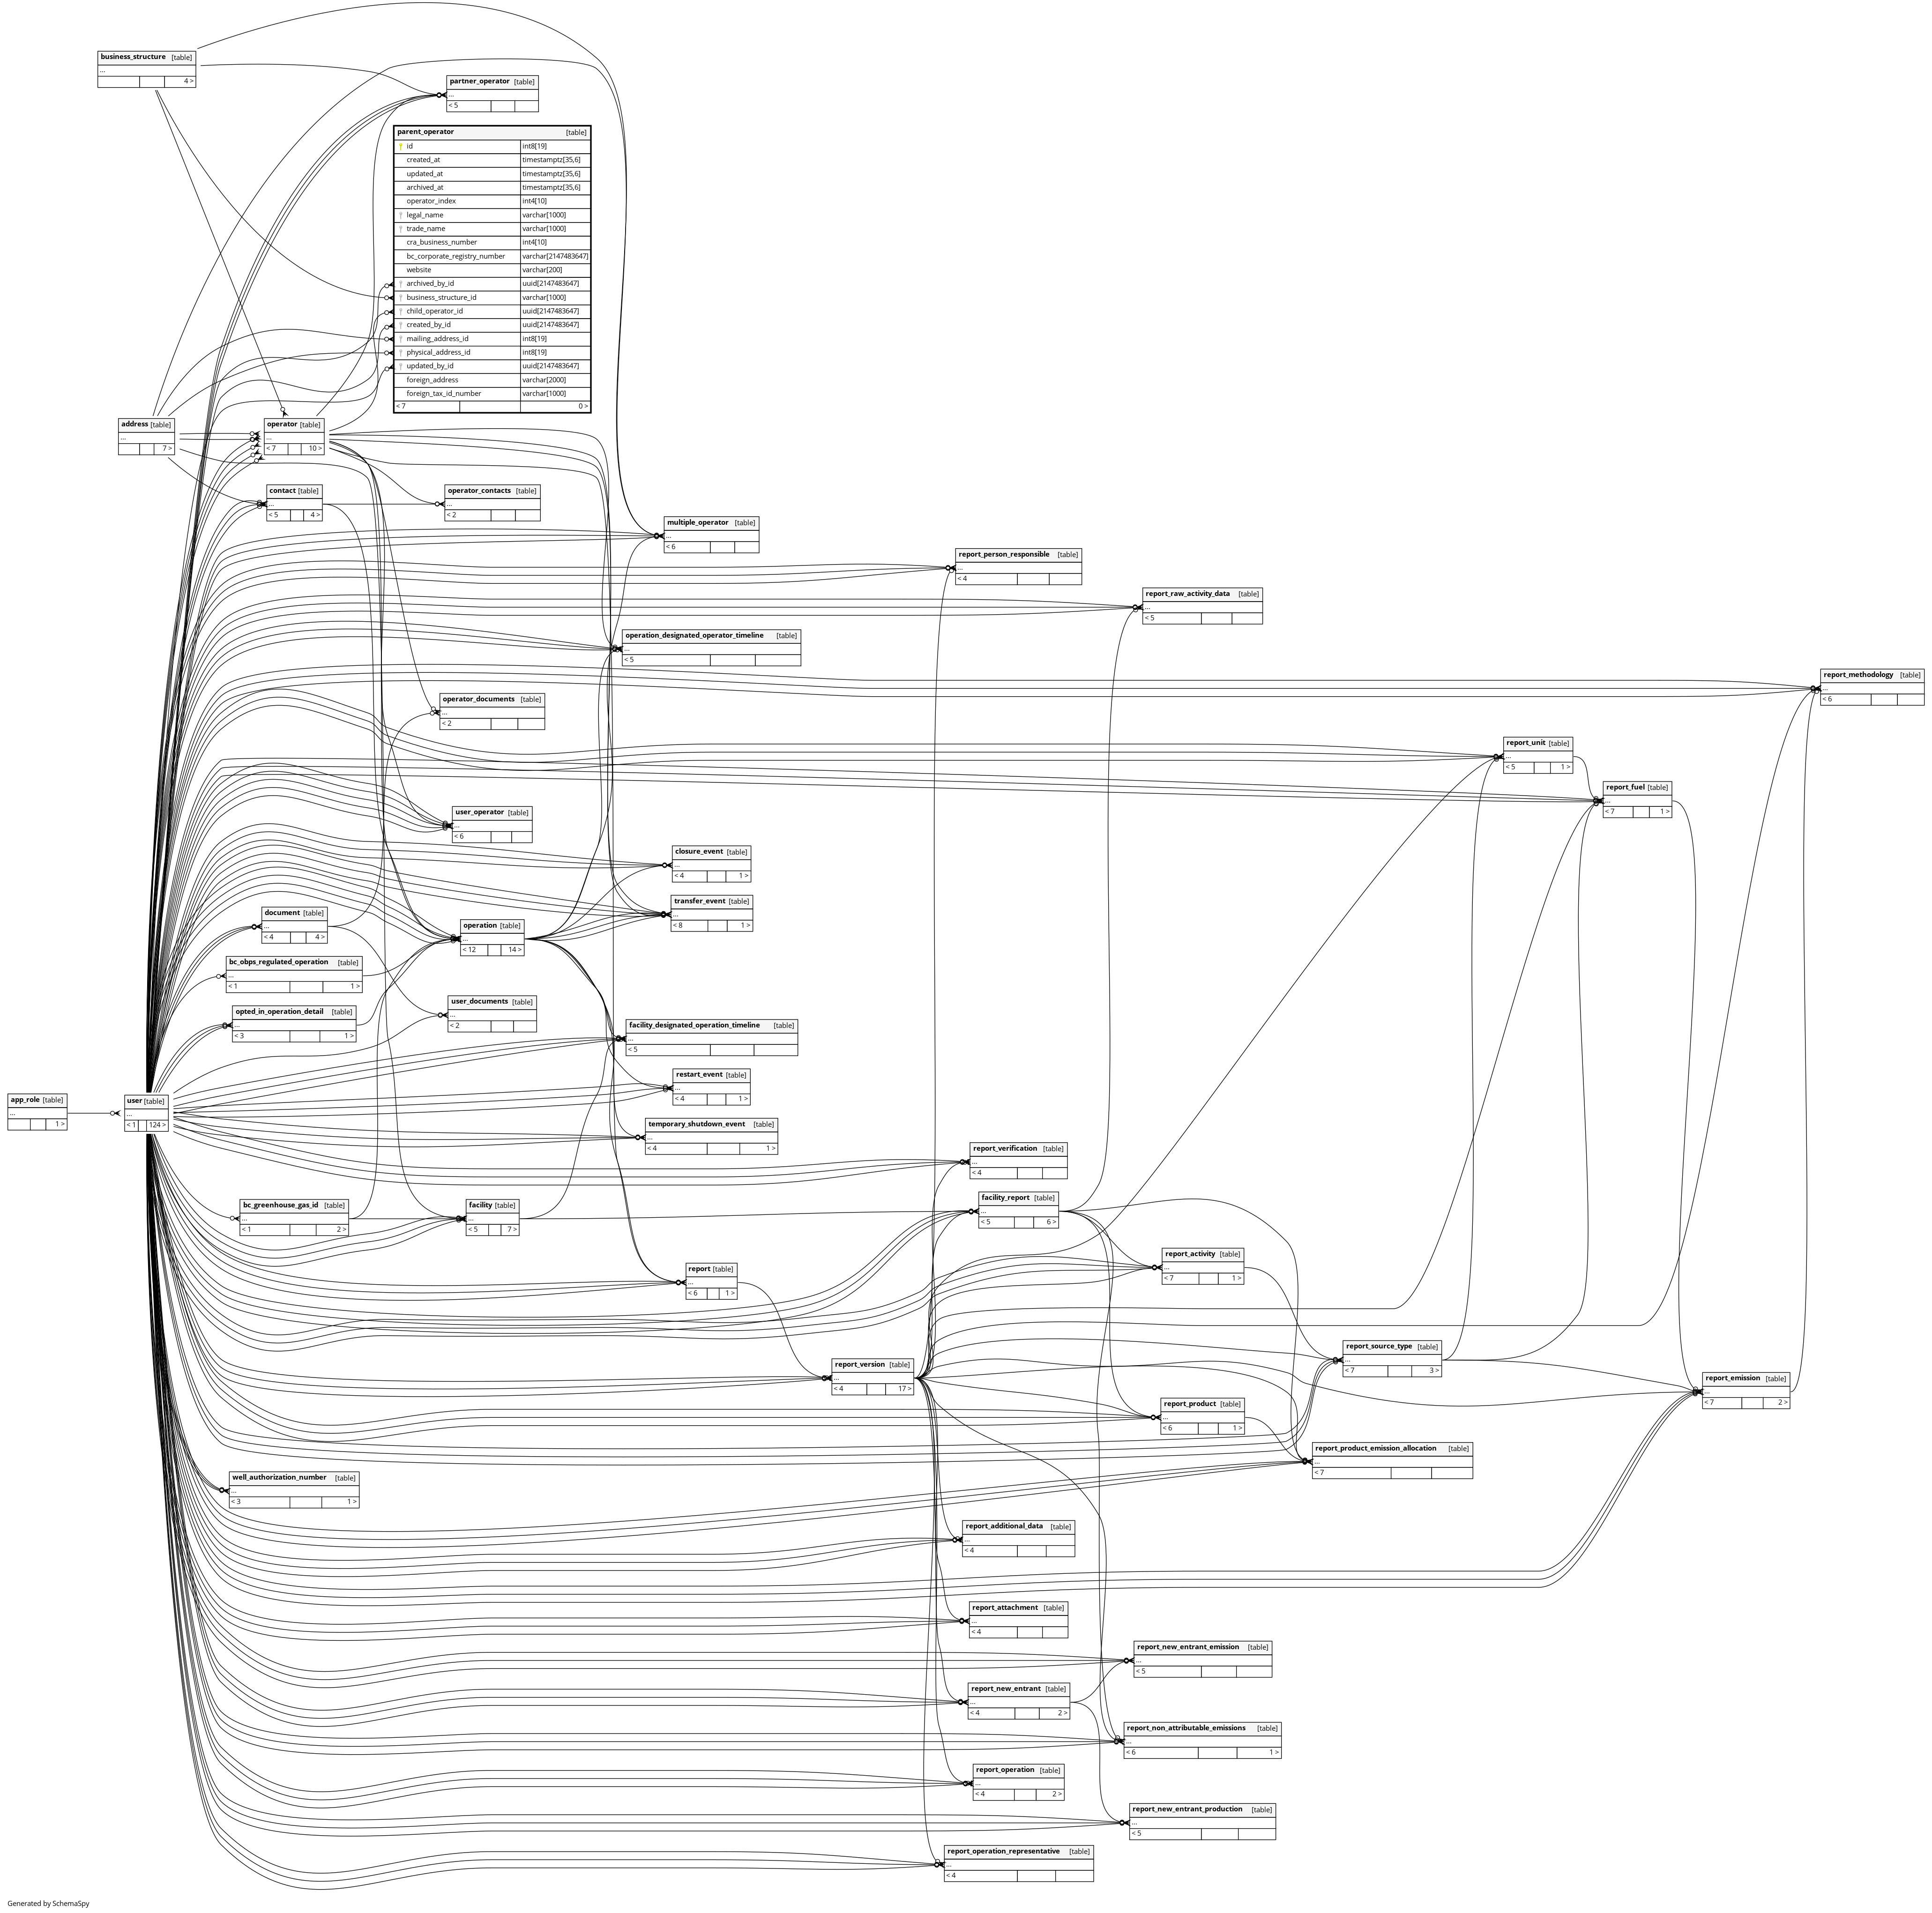 business_structure [table]
...
4 >
partner_operator [table]
...
< 5
parent_operator [table]
id int8[19]
created_at timestamptz[35,6]
updated_at timestamptz[35,6]
archived_at timestamptz[35,6]
operator_index int4[10]
legal_name varchar[1000]
trade_name varchar[1000]
cra_business_number int4[10]
bc_corporate_registry_number varchar[2147483647]
website varchar[200]
archived_by_id uuid[2147483647]
business_structure_id varchar[1000]
child_operator_id uuid[2147483647]
created_by_id uuid[2147483647]
mailing_address_id int8[19]
physical_address_id int8[19]
updated_by_id uuid[2147483647]
foreign_address varchar[2000]
foreign_tax_id_number varchar[1000]
< 7 0 >
address [table]
...
7 >
operator [table]
...
< 7 10 >
contact [table]
...
< 5 4 >
operator_contacts [table]
...
< 2
multiple_operator [table]
...
< 6
report_person_responsible [table]
...
< 4
report_raw_activity_data [table]
...
< 5
operation_designated_operator_timeline [table]
...
< 5
report_methodology [table]
...
< 6
operator_documents [table]
...
< 2
report_unit [table]
...
< 5 1 >
report_fuel [table]
...
< 7 1 >
user_operator [table]
...
< 6
closure_event [table]
...
< 4 1 >
transfer_event [table]
...
< 8 1 >
document [table]
...
< 4 4 >
operation [table]
...
< 12 14 >
bc_obps_regulated_operation [table]
...
< 1 1 >
user_documents [table]
...
< 2
opted_in_operation_detail [table]
...
< 3 1 >
facility_designated_operation_timeline [table]
...
< 5
restart_event [table]
...
< 4 1 >
app_role [table]
...
1 >
user [table]
...
< 1 124 >
temporary_shutdown_event [table]
...
< 4 1 >
report_verification [table]
...
< 4
bc_greenhouse_gas_id [table]
...
< 1 2 >
facility [table]
...
< 5 7 >
facility_report [table]
...
< 5 6 >
report_activity [table]
...
< 7 1 >
report [table]
...
< 6 1 >
report_source_type [table]
...
< 7 3 >
report_version [table]
...
< 4 17 >
report_emission [table]
...
< 7 2 >
report_product [table]
...
< 6 1 >
report_product_emission_allocation [table]
...
< 7
well_authorization_number [table]
...
< 3 1 >
report_additional_data [table]
...
< 4
report_attachment [table]
...
< 4
report_new_entrant_emission [table]
...
< 5
report_new_entrant [table]
...
< 4 2 >
report_non_attributable_emissions [table]
...
< 6 1 >
report_operation [table]
...
< 4 2 >
report_new_entrant_production [table]
...
< 5
report_operation_representative [table]
...
< 4
Generated by SchemaSpy